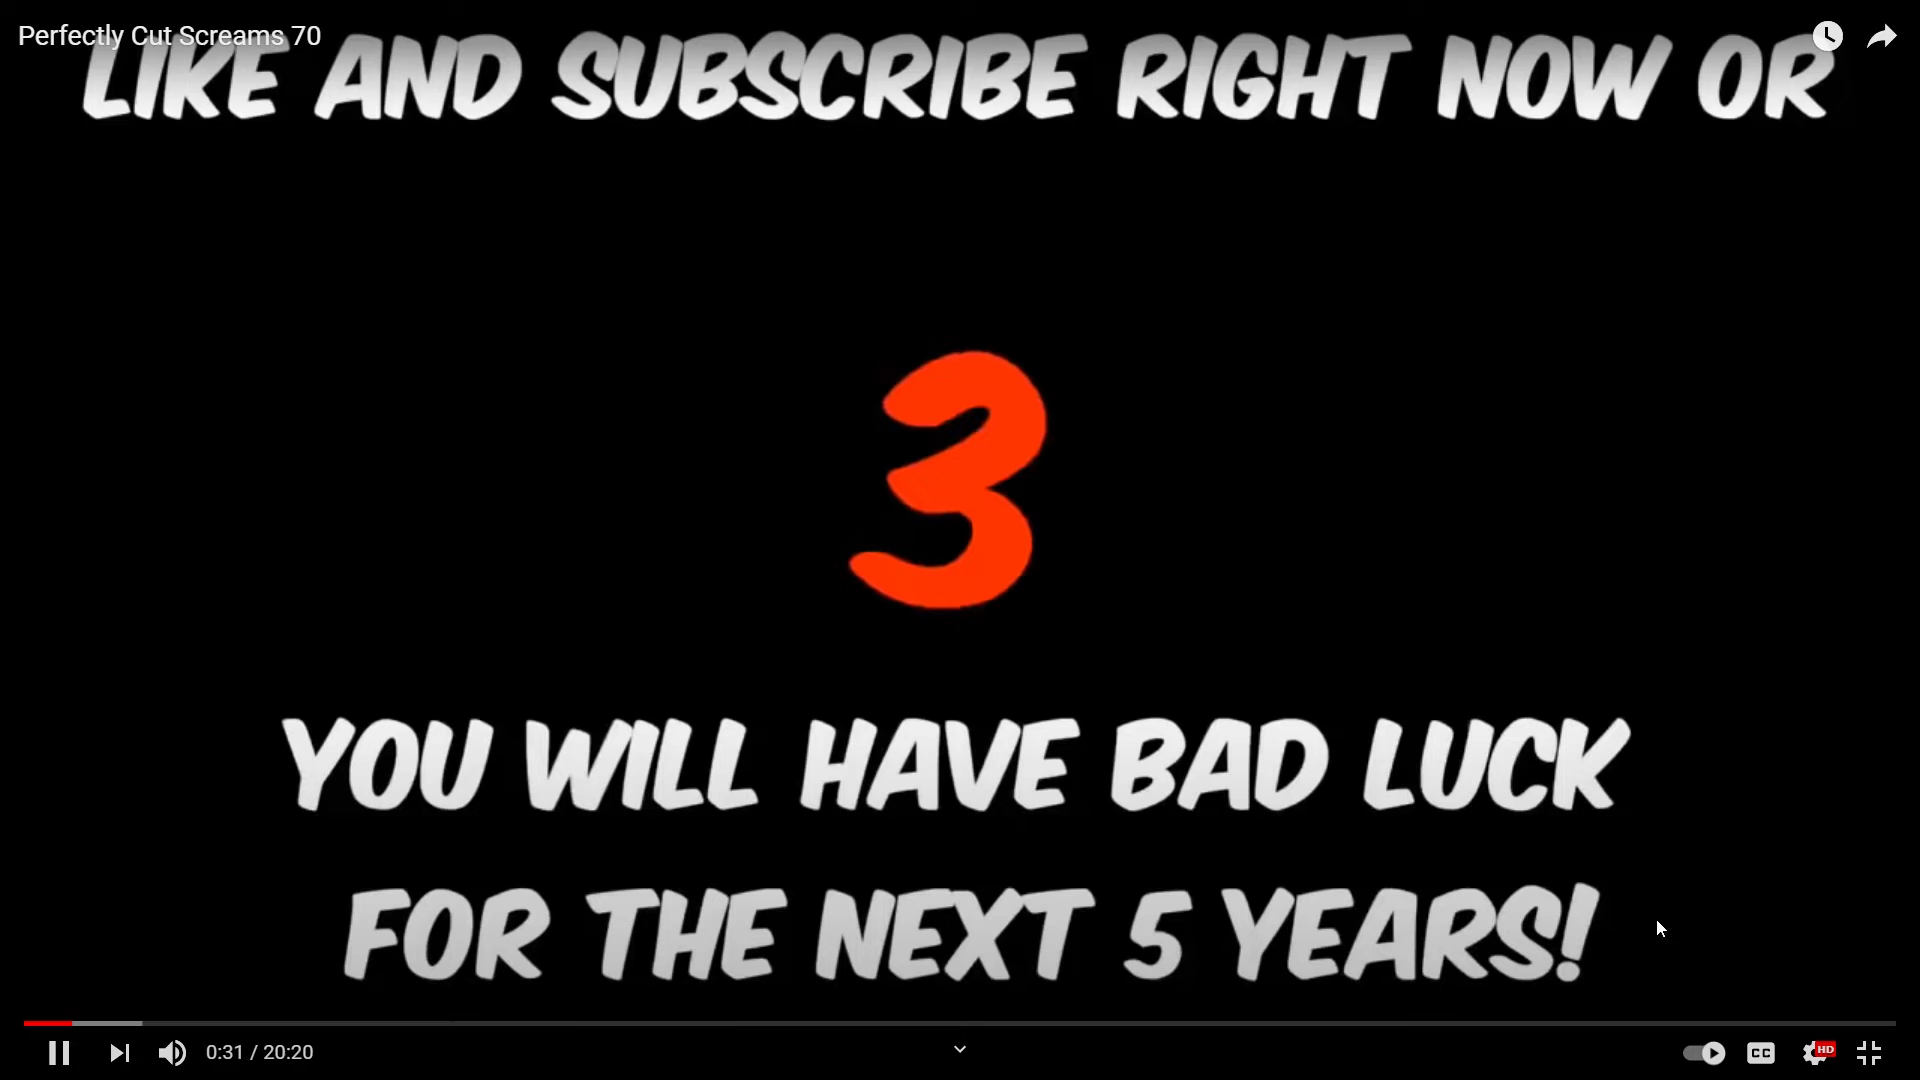 Perfectly Cut Screams 70
LIKE AND SUBSCRIBE RIGHT NOW OR
3
YOU WILL HAVE BAD LUCK
FOR THE NEXT 5 YEARS!
0:31 / 20:20
CC
HD